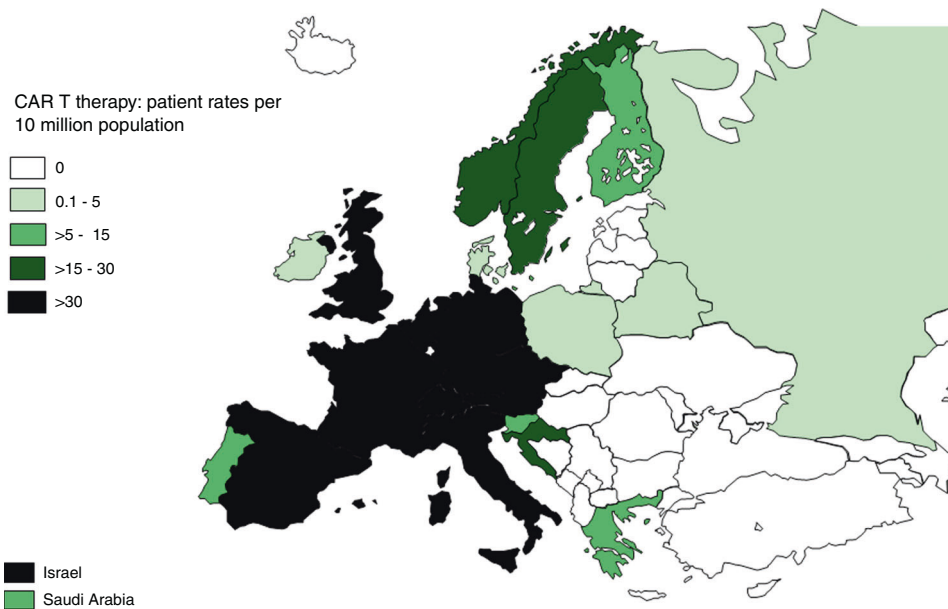 CAR T therapy: patient rates per
10 million population
0
0.1 - 5
>5 - 15
>15 - 30
>30
Israel
Saudi Arabia